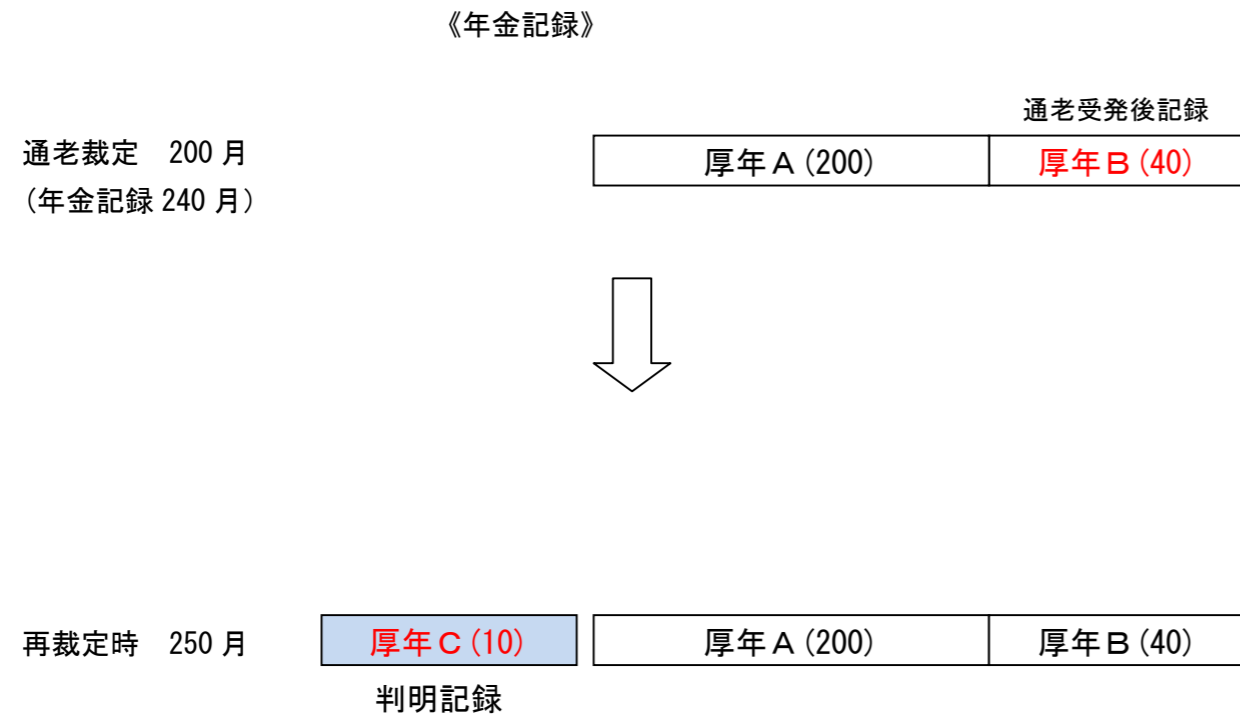 《年金記録》
通老受発後記録
通老裁定　200 月
厚年Ａ(200)
厚年Ｂ(40)
（年金記録 240 月）
再裁定時　250 月
厚年Ｃ(10)
厚年Ａ(200)
厚年Ｂ(40)
判明記録